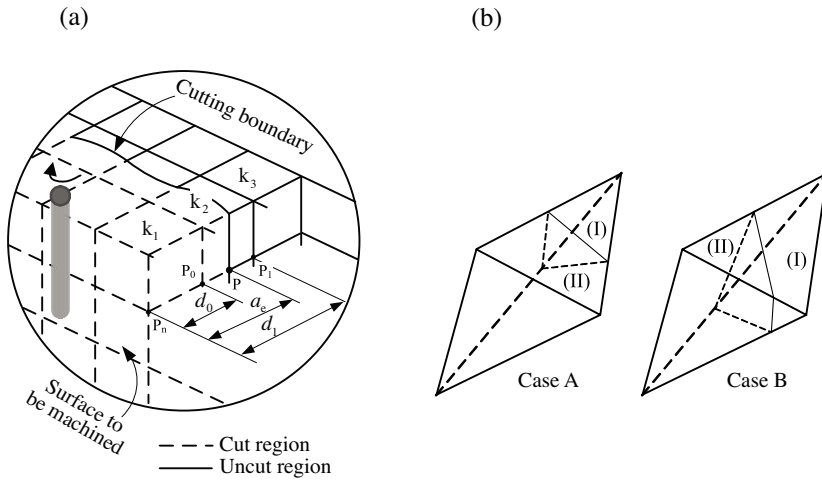 (a)
(b)
Cutting
boundary
k₃
k₂
k₁
P₀
P
P₁
Pₙ
d₀
aₑ
d₁
Surface to
be machined
Cut region
Uncut region
(I)
(II)
Case A
(II)
(I)
Case B